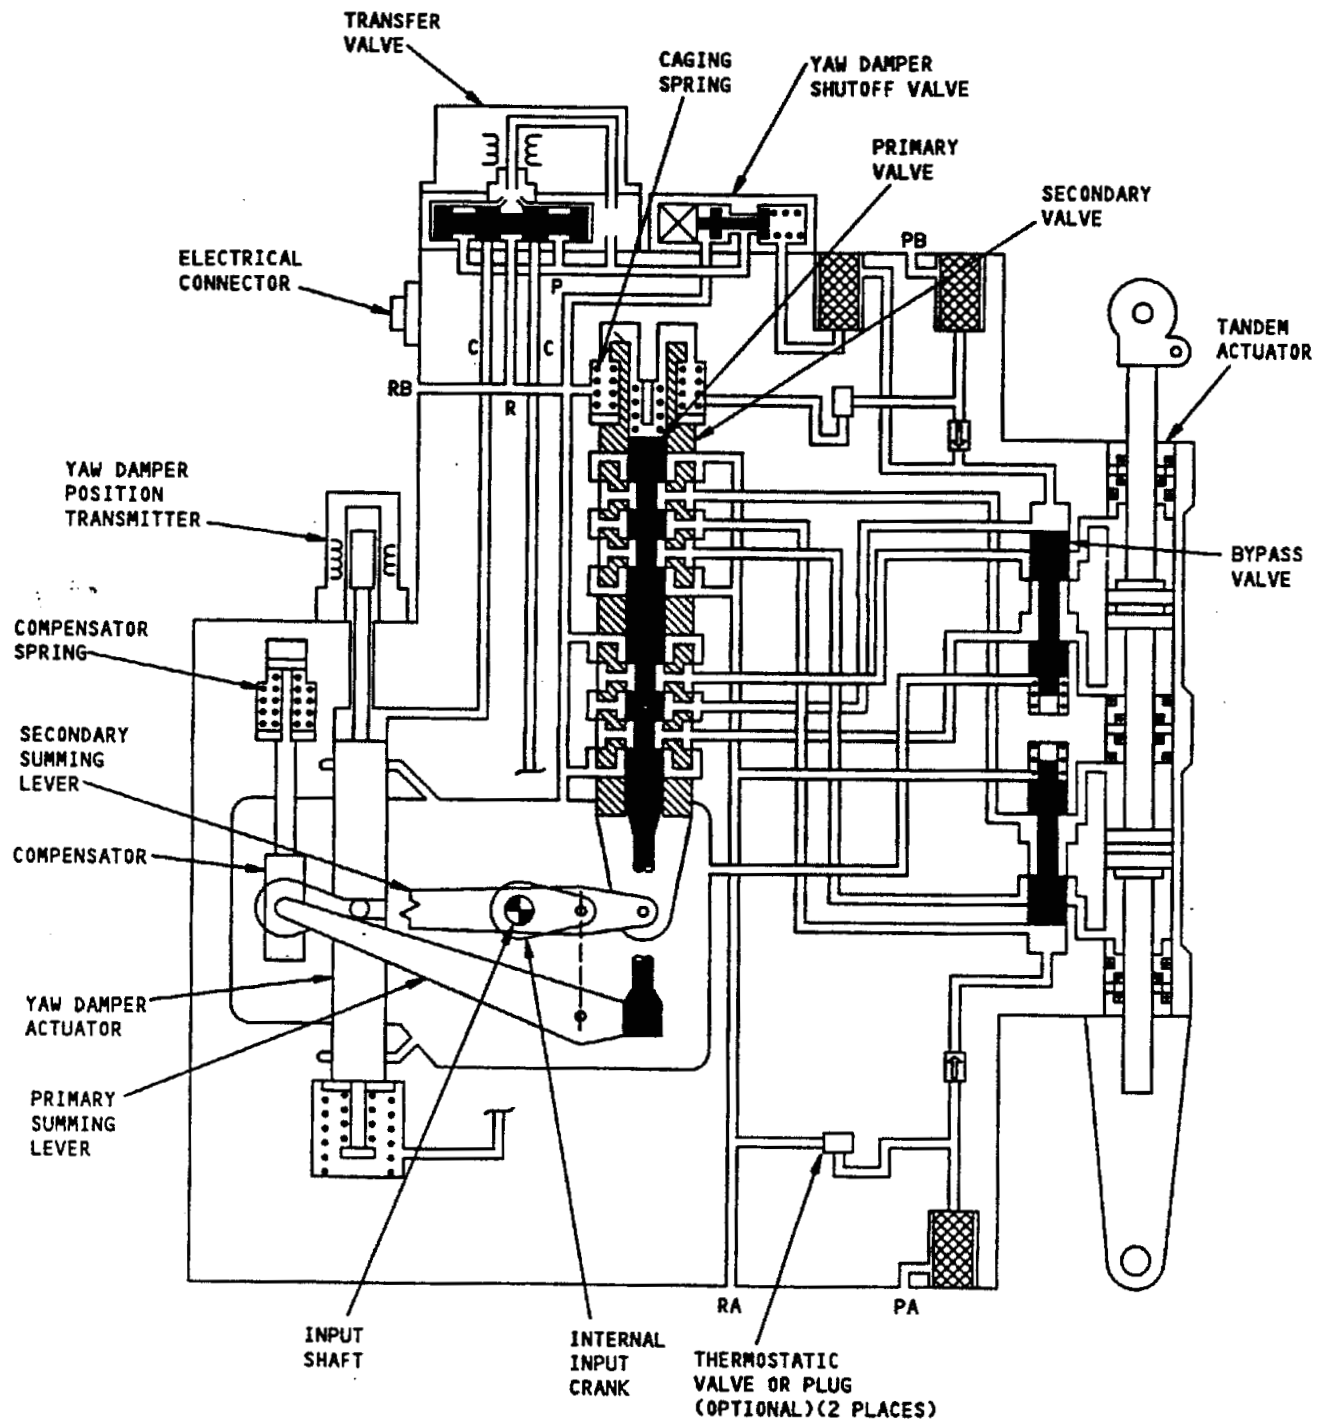 TRANSFER
VALVE
CAGING
SPRING
YAW DAMPER
SHUTOFF VALVE
PRIMARY
VALVE
SECONDARY
VALVE
ELECTRICAL
CONNECTOR
PB
P
TANDEM
ACTUATOR
C
C
RB
R
YAW DAMPER
POSITION
TRANSMITTER
BYPASS
VALVE
COMPENSATOR
SPRING
SECONDARY
SUMMING
LEVER
COMPENSATOR
YAW DAMPER
ACTUATOR
PRIMARY
SUMMING
LEVER
RA
PA
INPUT
SHAFT
INTERNAL
INPUT
CRANK
THERMOSTATIC
VALVE OR PLUG
(OPTIONAL)(2 PLACES)